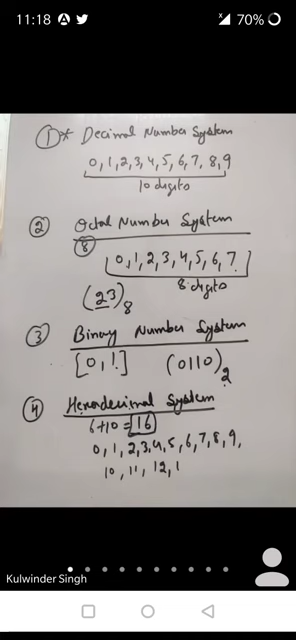 11:18
70%
① * Decimal Number System
0,1,2,3,4,5,6,7,8,9
10 digits
② Octal Number System
⑧ 0,1,2,3,4,5,6,7
8 digits
(23)8
③ Binary Number System
[0,1] (0110)2
④ Hexadecimal System
6+10=16
0,1,2,3,4,5,6,7,8,9,
10, 11, 12, 1
Kulwinder Singh